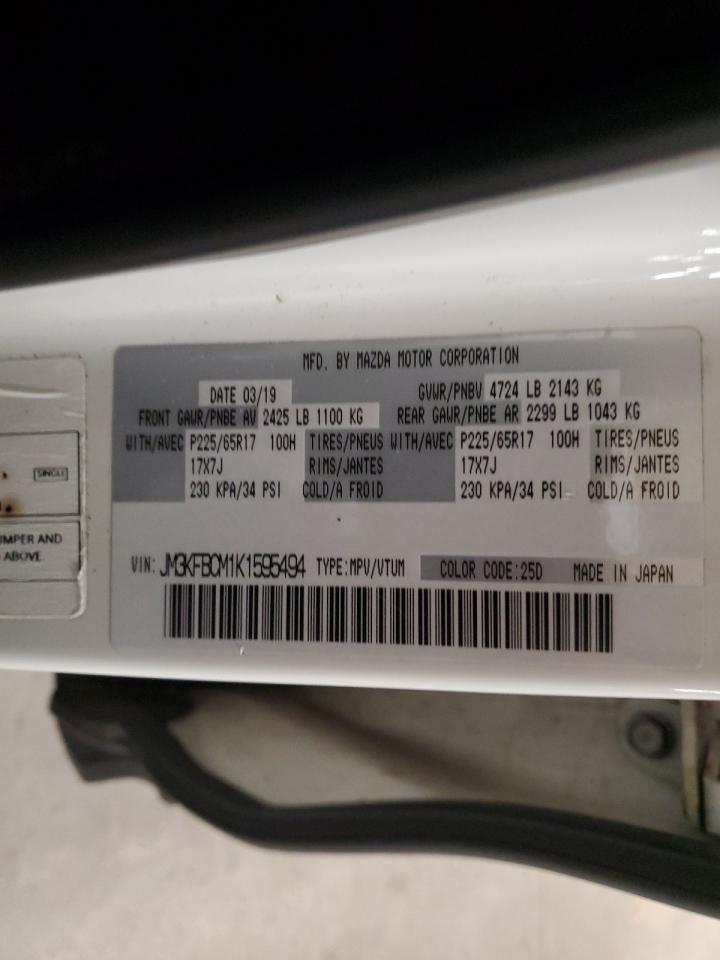 MFD. BY MAZDA MOTOR CORPORATION
DATE 03/19 GVWR/PNBV 4724 LB 2143 KG
FRONT GAWR/PNBE AV 2425 LB 1100 KG REAR GAWR/PNBE AR 2299 LB 1043 KG
WITH/AVEC P225/65R17 100H TIRES/PNEUS WITH/AVEC P225/65R17 100H TIRES/PNEUS
17X7J RIMS/JANTES 17X7J RIMS/JANTES
230 KPA/34 PSI COLD/A FROID 230 KPA/34 PSI COLD/A FROID
VIN: JM3KFBCM1K1595494 TYPE:MPV/VTUM COLOR CODE:25D MADE IN JAPAN
SINGLE
UMPER AND
ABOVE.